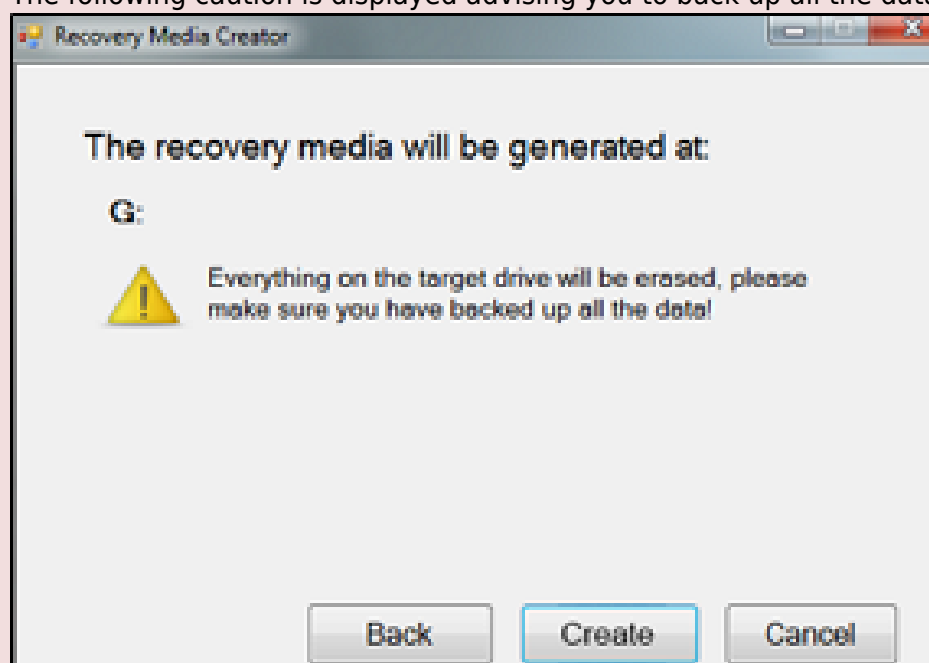 The following caution is displayed advising you to back up all the data
Recovery Media Creator
The recovery media will be generated at:
G:
Everything on the target drive will be erased, please
make sure you have backed up all the data!
Back Create Cancel